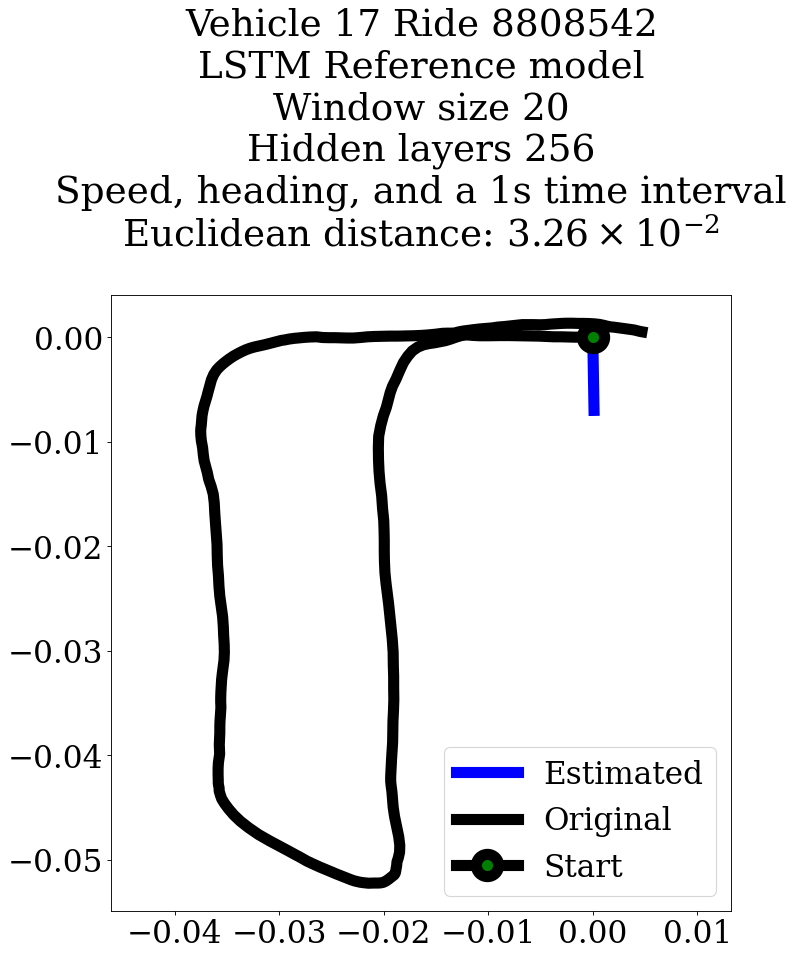 Vehicle 17 Ride 8808542
LSTM Reference model
Window size 20
Hidden layers 256
Speed, heading, and a 1s time interval
Euclidean distance: 3.26 × 10⁻²
0.00
−0.01
−0.02
−0.03
−0.04
−0.05
Estimated
Original
Start
−0.04 −0.03 −0.02 −0.01 0.00 0.01